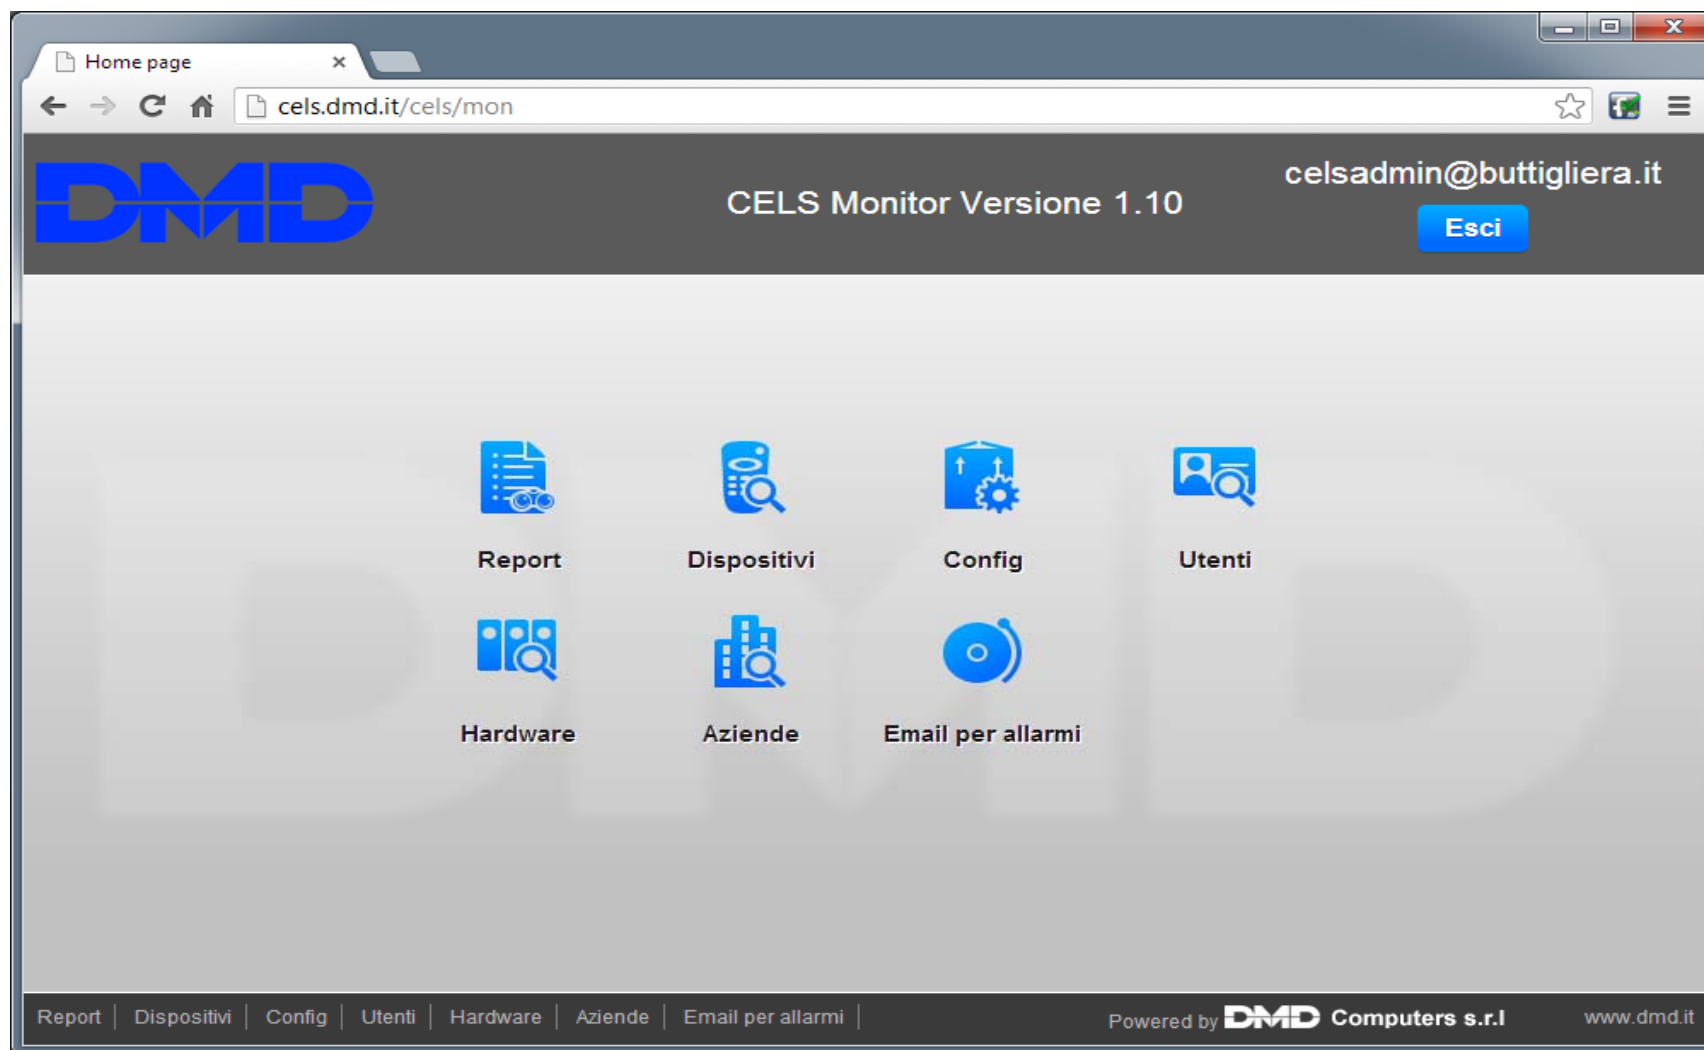 Home page
cels.dmd.it/cels/mon
DMD
CELS Monitor Versione 1.10
celsadmin@buttigliera.it
Esci
DMD
Report Dispositivi Config Utenti
Hardware Aziende Email per allarmi
Report | Dispositivi | Config | Utenti | Hardware | Aziende | Email per allarmi |
Powered by DMD Computers s.r.l
www.dmd.it